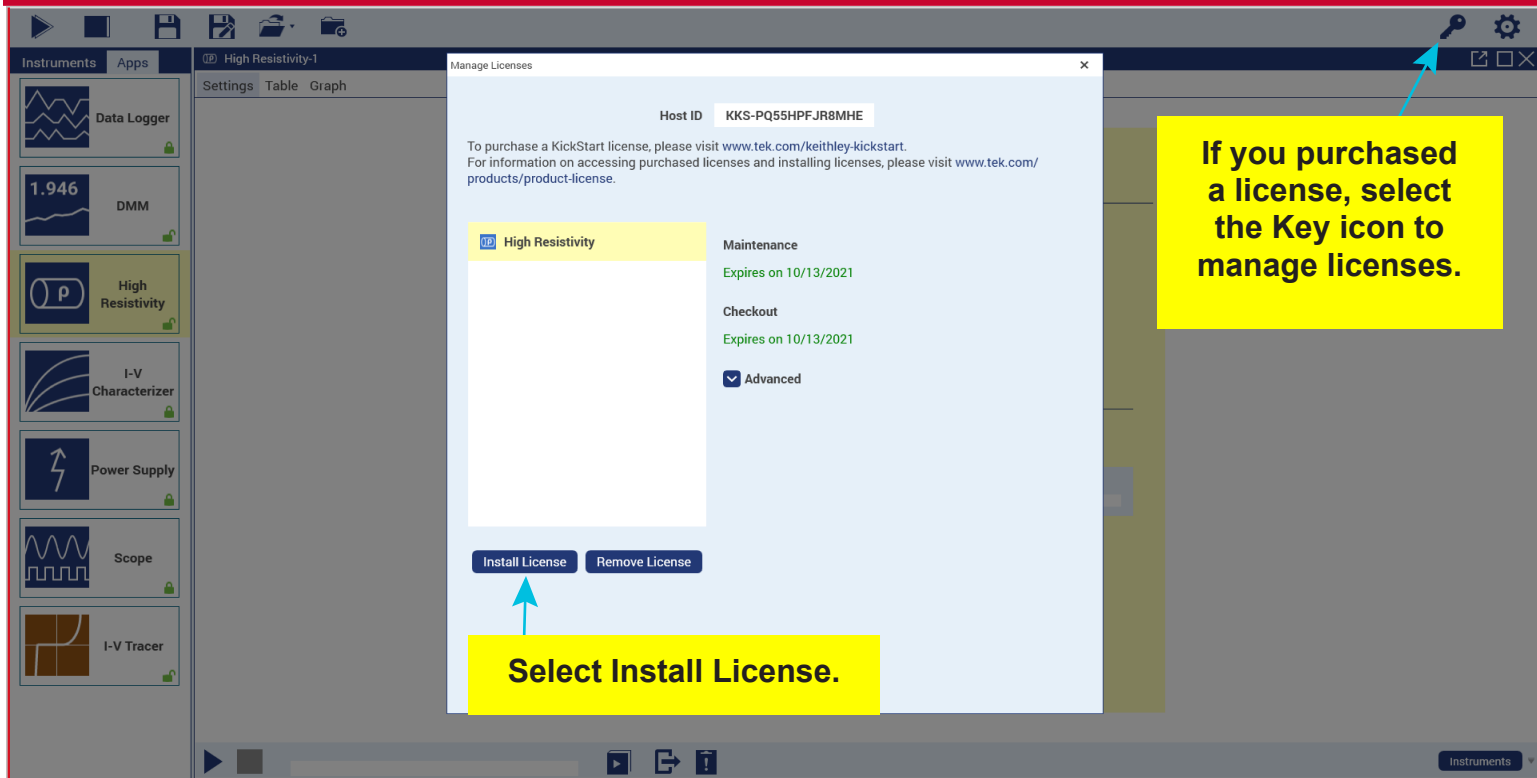 Instruments Apps
High Resistivity-1
Settings Table Graph
Data Logger
1.946
DMM
ρ
High
Resistivity
I-V
Characterizer
Power Supply
Scope
I-V Tracer
Manage Licenses
Host ID KKS-PQ55HPFJR8MHE
To purchase a KickStart license, please visit www.tek.com/keithley-kickstart.
For information on accessing purchased licenses and installing licenses, please visit www.tek.com/
products/product-license.
High Resistivity
Maintenance
Expires on 10/13/2021
Checkout
Expires on 10/13/2021
Advanced
Install License Remove License
Select Install License.
If you purchased
a license, select
the Key icon to
manage licenses.
Instruments